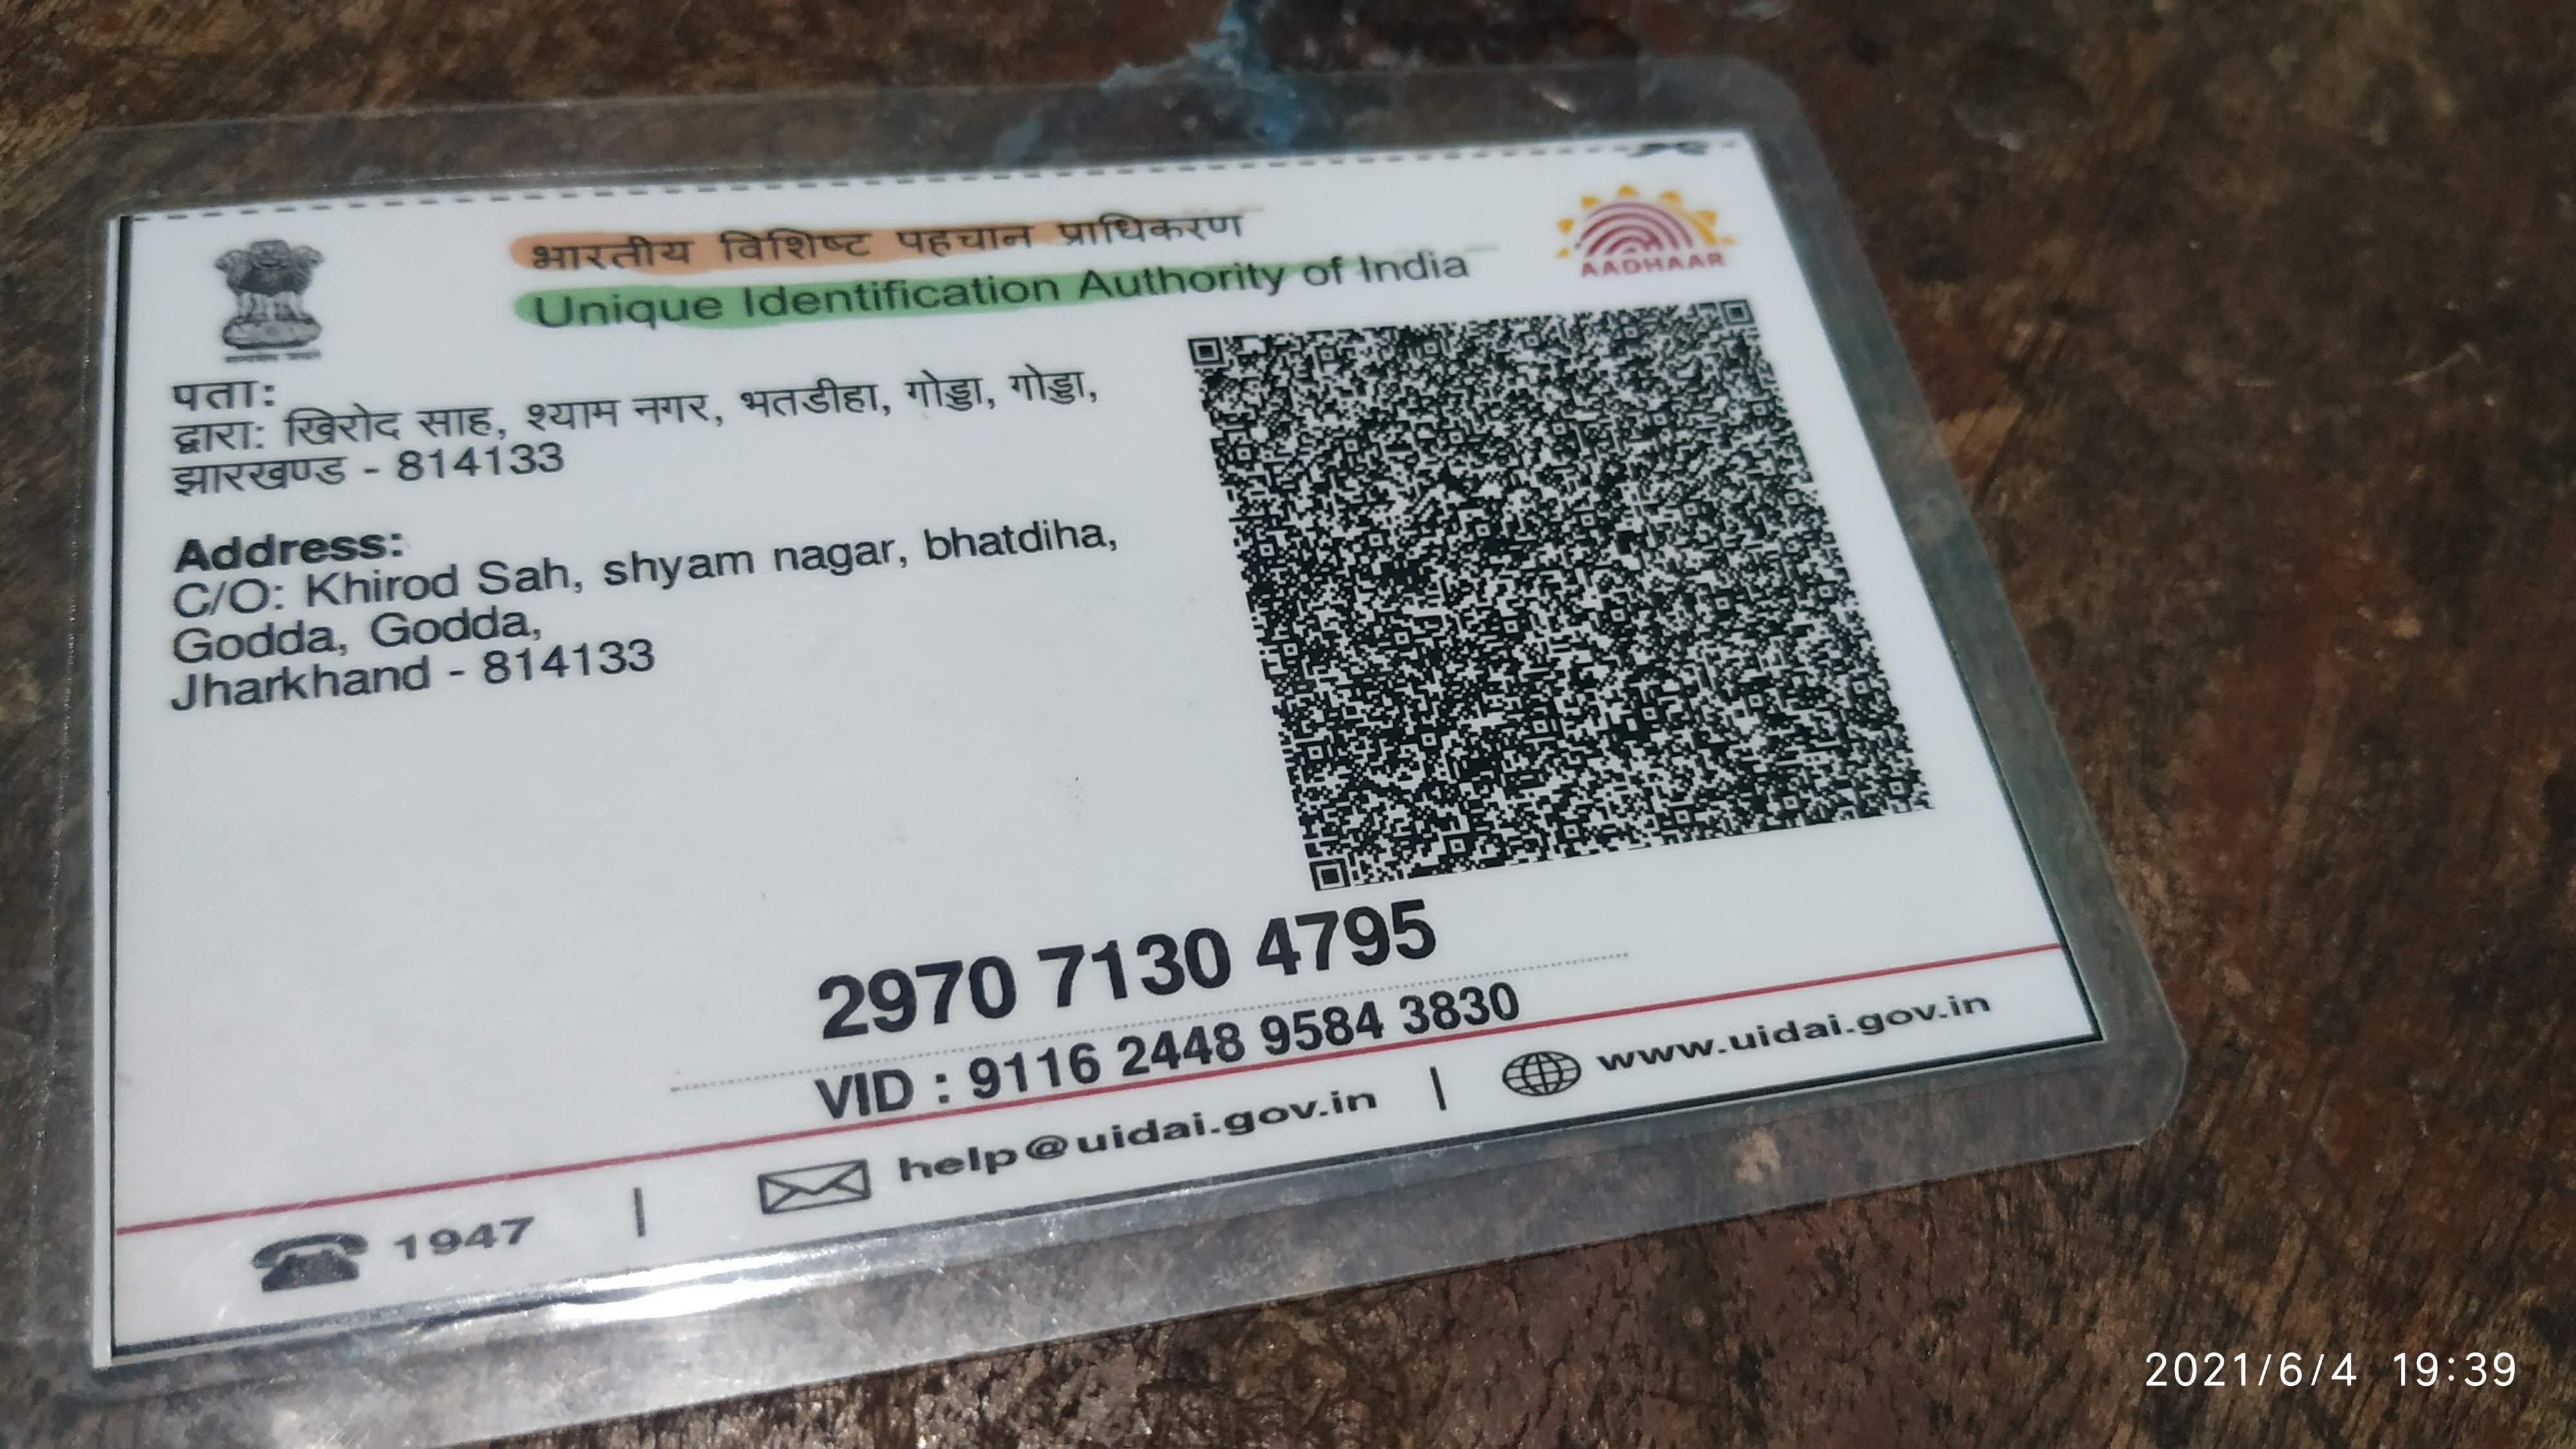 भारतीय विशिष्ट पहचान प्राधिकरण
Unique Identification Authority of India
AADHAAR
पता:
द्वारा: खिरोद साह, श्याम नगर, भतडीहा, गोड्डा, गोड्डा,
झारखण्ड - 814133
Address:
C/O: Khirod Sah, shyam nagar, bhatdiha,
Godda, Godda,
Jharkhand - 814133
2970 7130 4795
VID : 9116 2448 9584 3830
1947 | help@uidai.gov.in | www.uidai.gov.in
2021/6/4 19:39